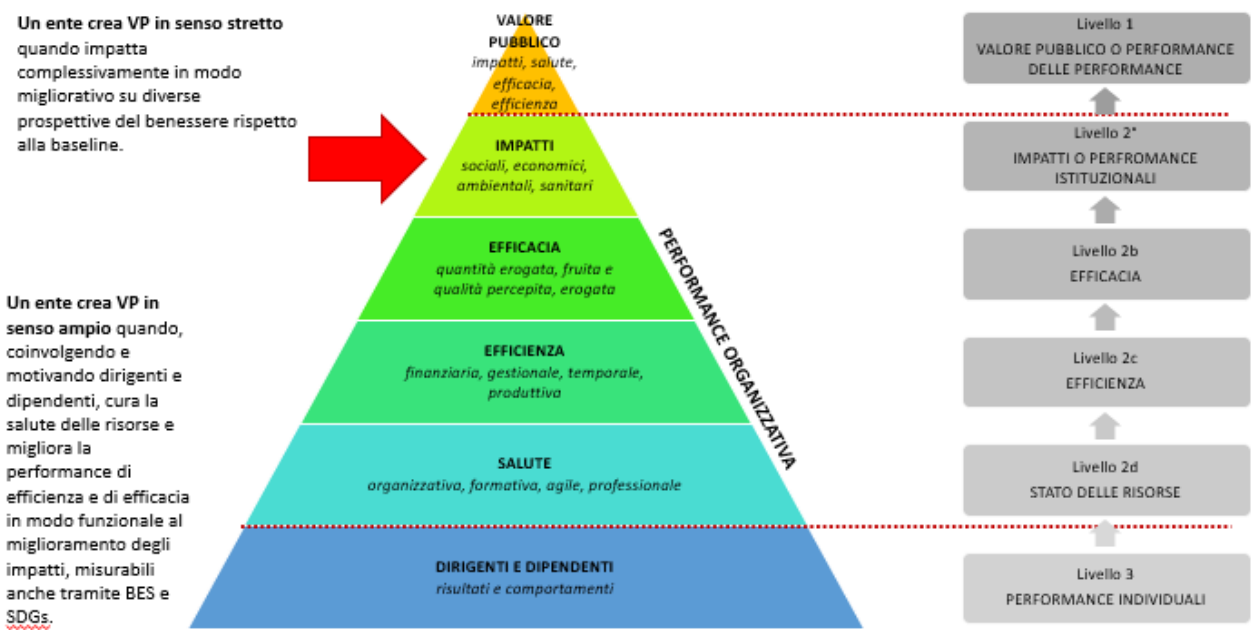 Un ente crea VP in senso stretto
quando impatta
complessivamente in modo
migliorativo su diverse
prospettive del benessere rispetto
alla baseline.
Un ente crea VP in
senso ampio quando,
coinvolgendo e
motivando dirigenti e
dipendenti, cura la
salute delle risorse e
migliora la
performance di
efficienza e di efficacia
in modo funzionale al
miglioramento degli
impatti, misurabili
anche tramite BES e
SDGs.
VALORE
PUBBLICO
impatti, salute,
efficacia,
efficienza
IMPATTI
sociali, economici,
ambientali, sanitari
EFFICACIA
quantità erogata, fruita e
qualità percepita, erogata
EFFICIENZA
finanziaria, gestionale, temporale,
produttiva
SALUTE
organizzativa, formativa, agile, professionale
DIRIGENTI E DIPENDENTI
risultati e comportamenti
PERFORMANCE ORGANIZZATIVA
Livello 1
VALORE PUBBLICO O PERFORMANCE
DELLE PERFORMANCE
Livello 2°
IMPATTI O PERFROMANCE
ISTITUZIONALI
Livello 2b
EFFICACIA
Livello 2c
EFFICIENZA
Livello 2d
STATO DELLE RISORSE
Livello 3
PERFORMANCE INDIVIDUALI